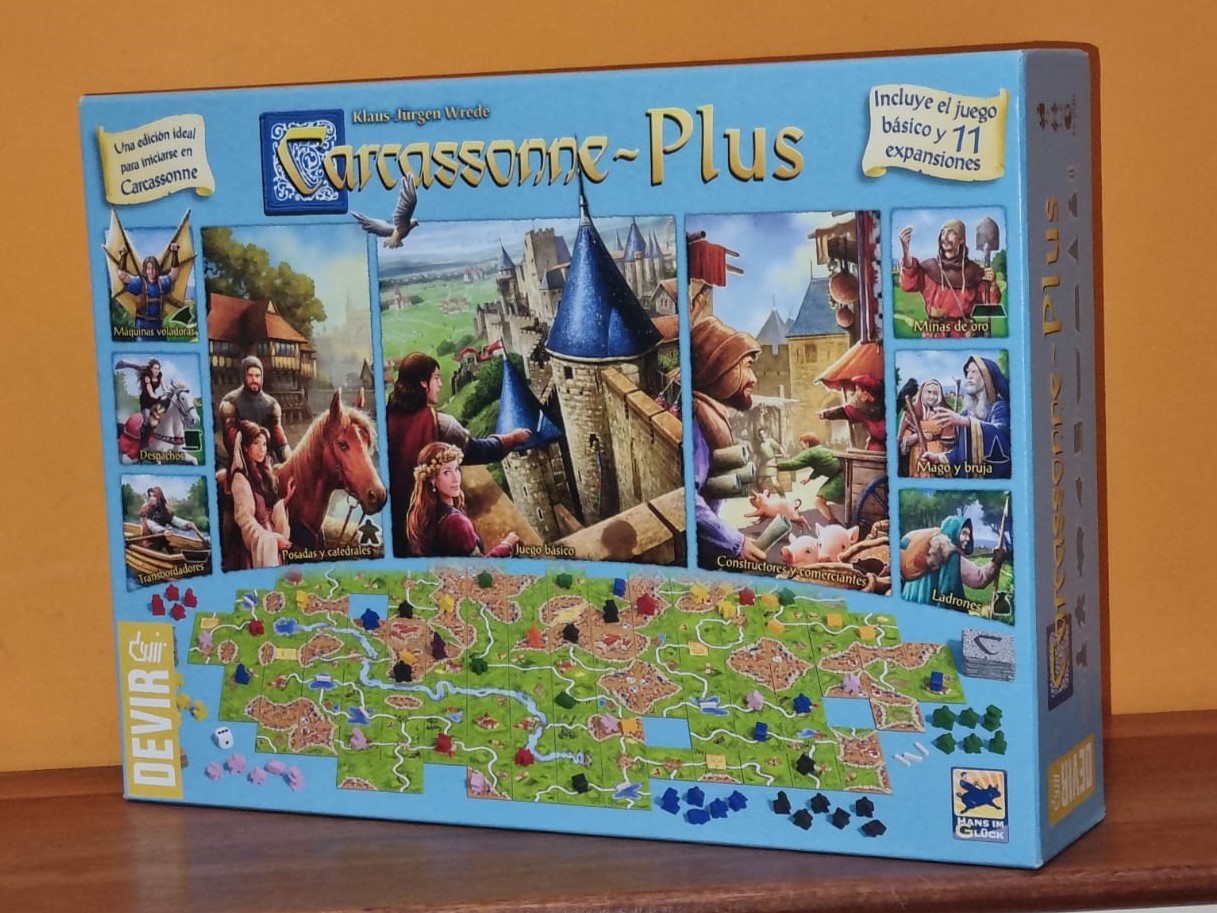 Klaus-Jürgen Wrede
Carcassonne-Plus
Una edición ideal
para iniciarse en
Carcassonne
Incluye el juego
básico y 11
expansiones
Máquinas voladoras
Despachos
Transbordadores
Posadas y catedrales
Juego básico
Constructores y comerciantes
Minas de oro
Mago y bruja
Ladrones
DEVIR
HANS IM
GLÜCK
Carcassonne-Plus
DEVIR